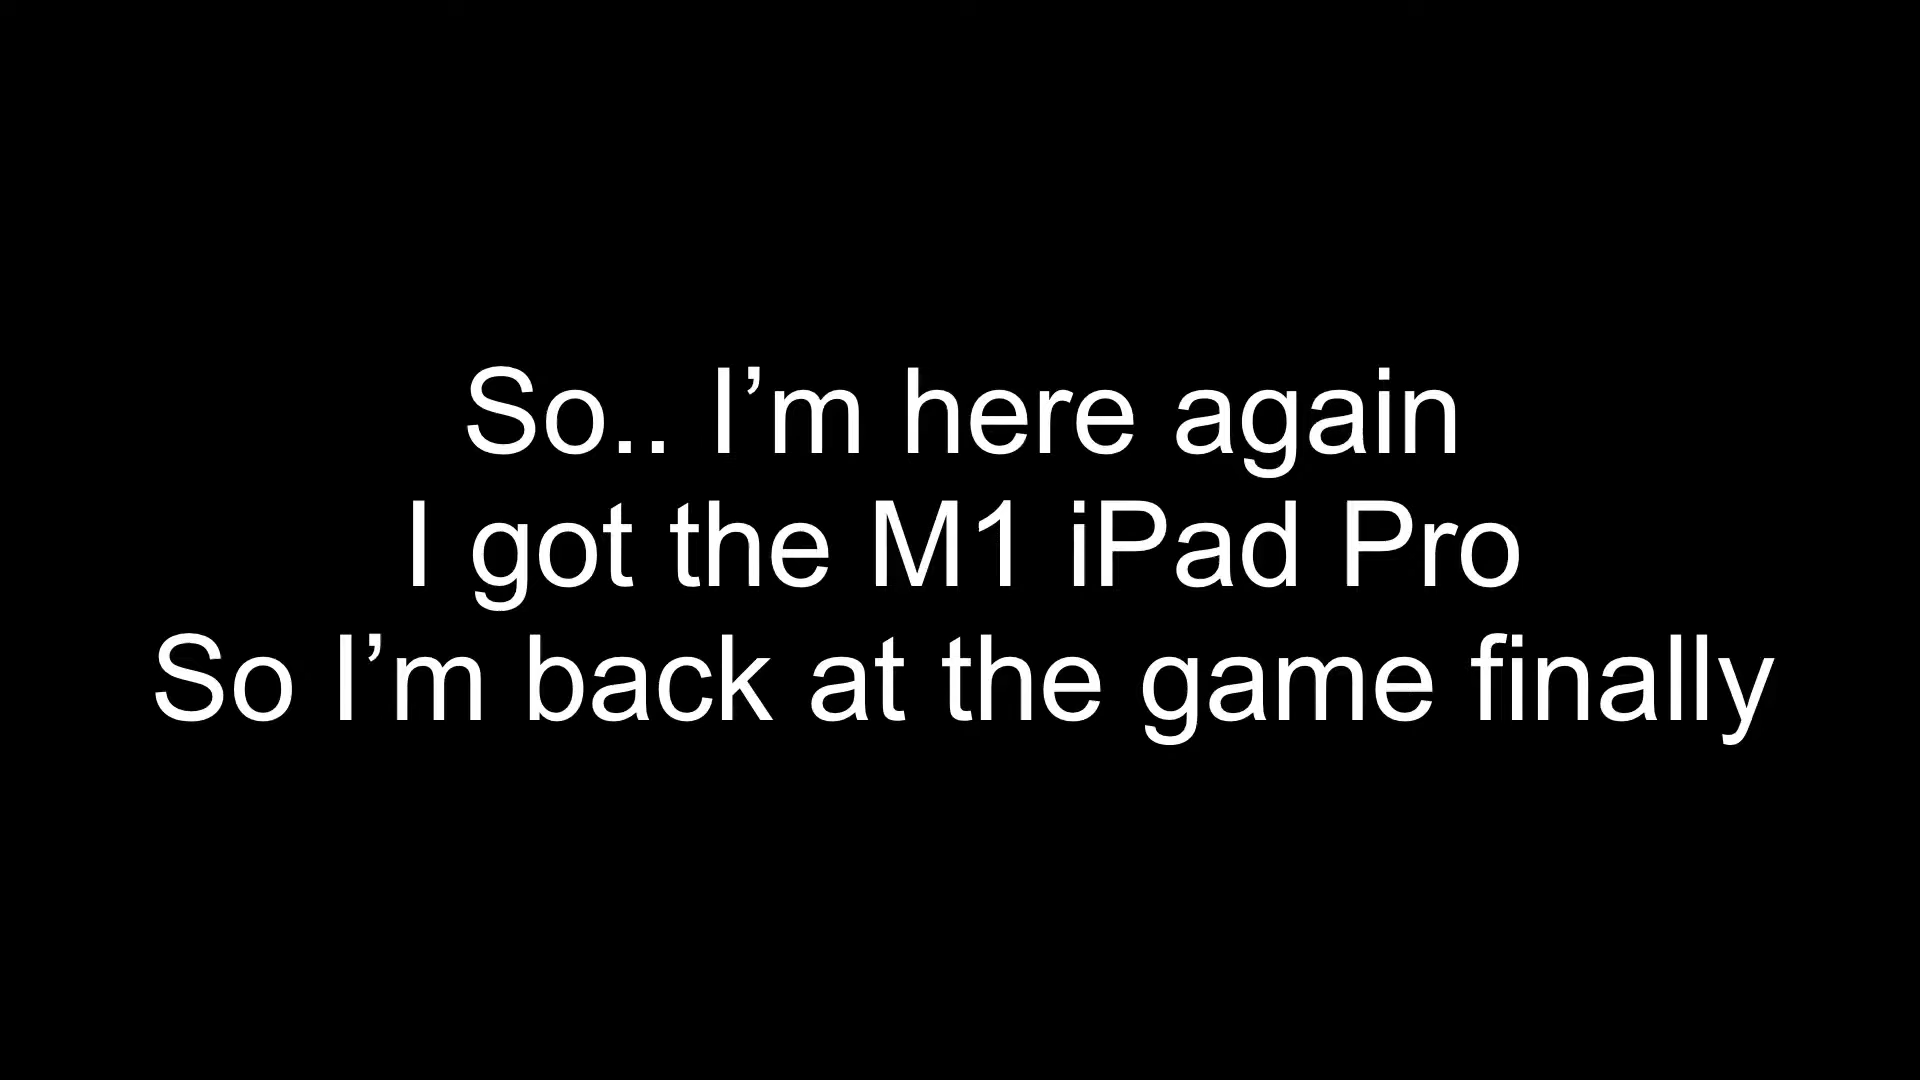 So.. I’m here again
I got the M1 iPad Pro
So I’m back at the game finally